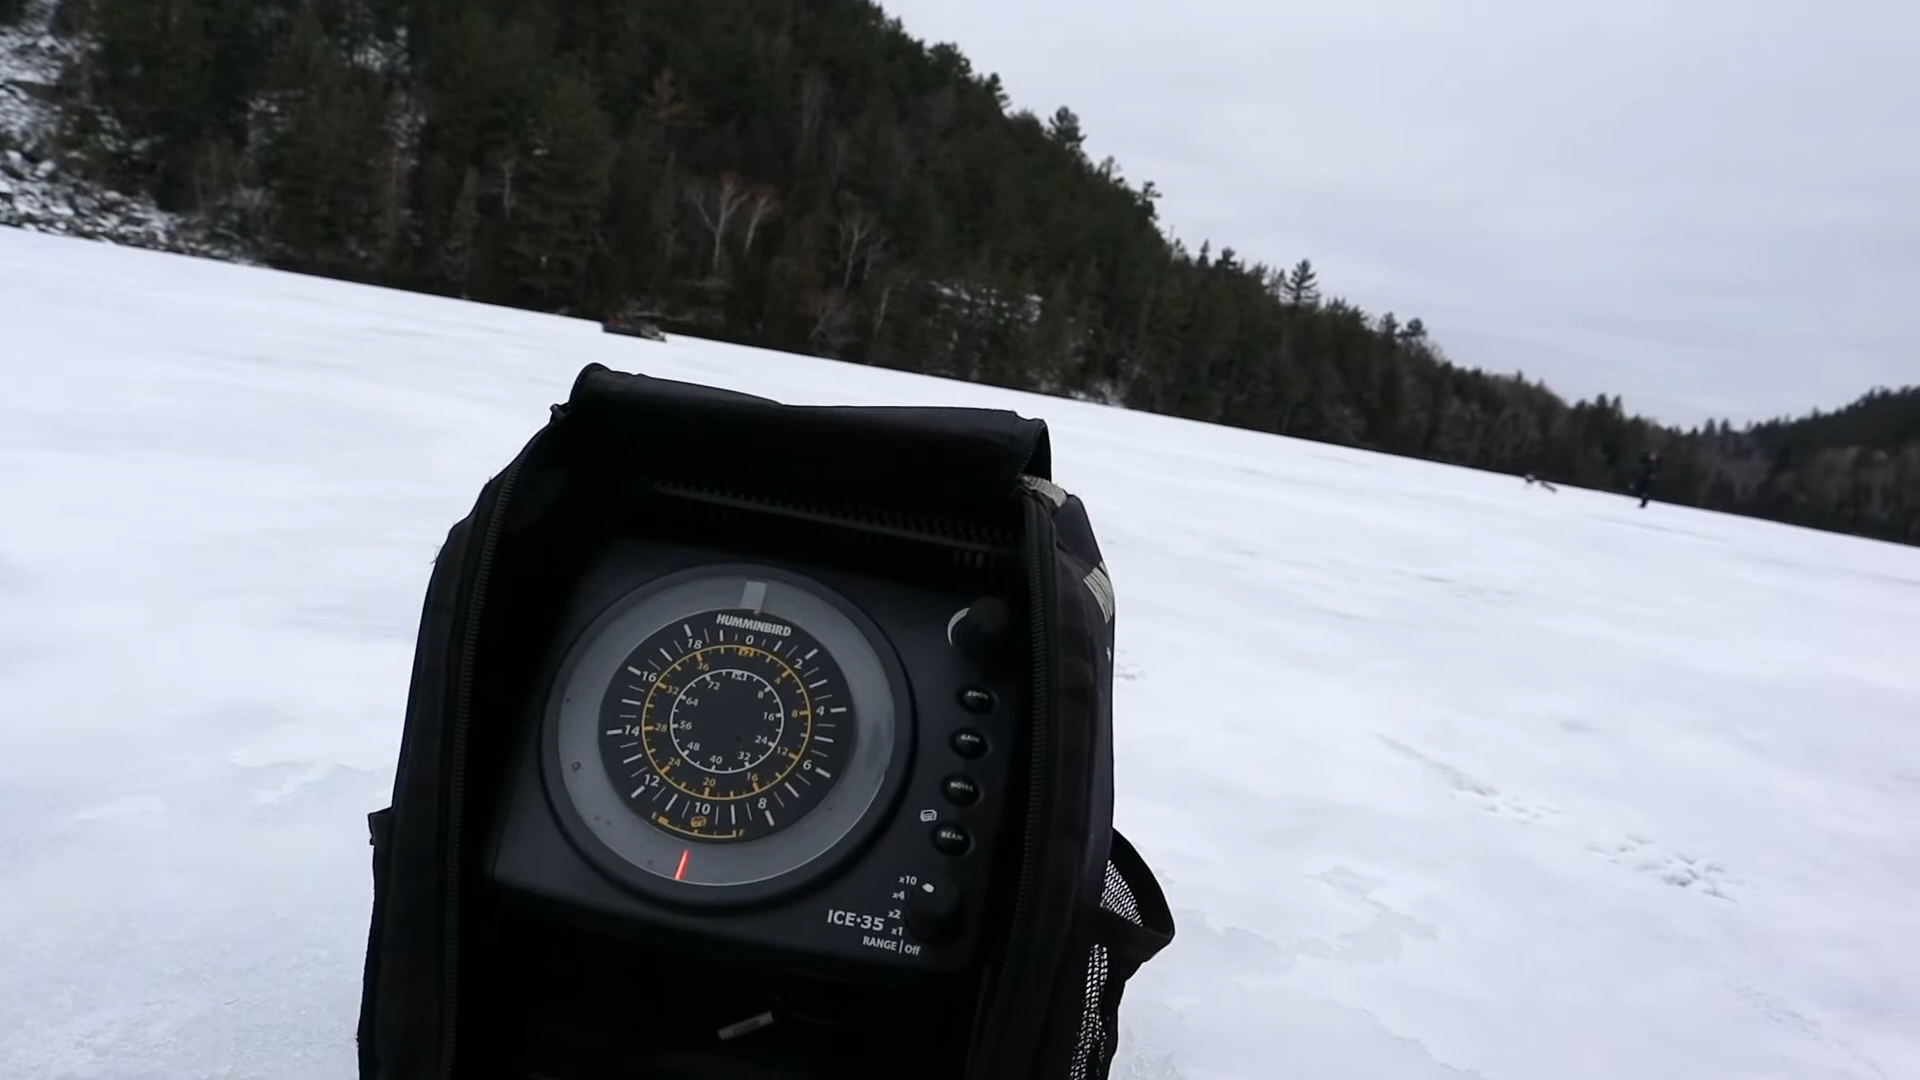 HUMMINBIRD
0
2
4
6
8
10
12
14
16
18
4
8
12
16
20
24
28
32
36
8
16
24
32
40
48
56
64
72
E F
ZOOM
GAIN
NOISE
BEAM
x10
x4
x2
x1
ICE·35
RANGE | Off